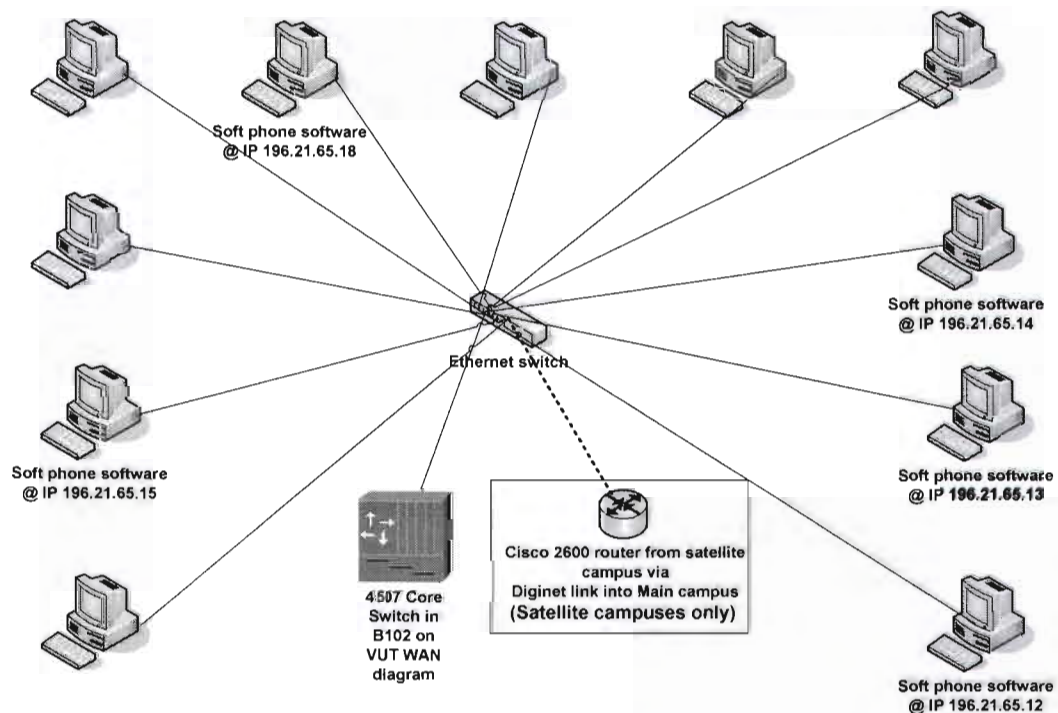 Soft phone software
@ IP 196.21.65.18
Soft phone software
@ IP 196.21.65.14
Ethernet switch
Soft phone software
@ IP 196.21.65.15
Soft phone software
@ IP 196.21.65.13
Cisco 2600 router from satellite
campus via
Diginet link into Main campus
(Satellite campuses only)
4507 Core
Switch in
B102 on
VUT WAN
diagram
Soft phone software
@ IP 196.21.65.12